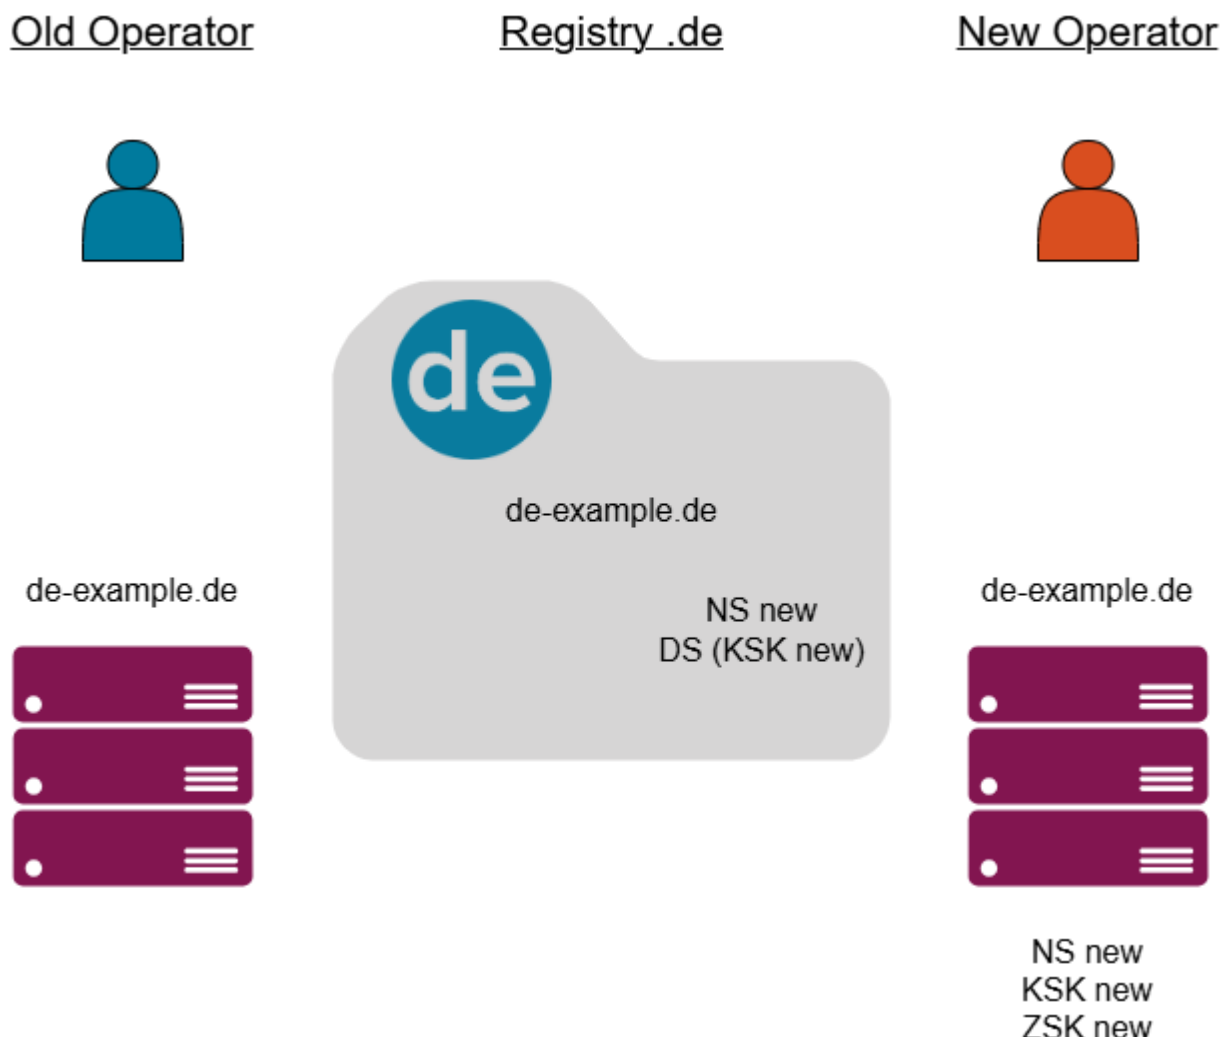 Old Operator
Registry .de
New Operator
de
de-example.de
de-example.de
de-example.de
NS new
DS (KSK new)
NS new
KSK new
ZSK new